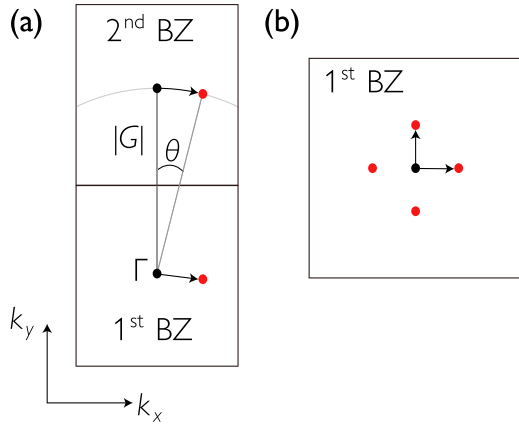 (a)
2nd BZ
|G|
θ
Γ
1st BZ
ky
kx
(b)
1st BZ